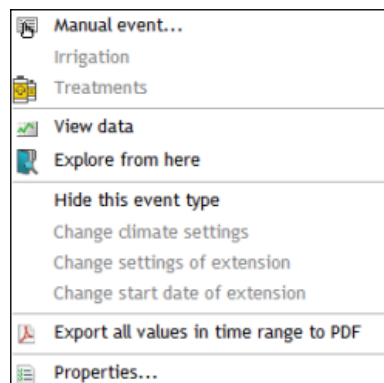 Manual event...
Irrigation
Treatments
View data
Explore from here
Hide this event type
Change climate settings
Change settings of extension
Change start date of extension
Export all values in time range to PDF
Properties...